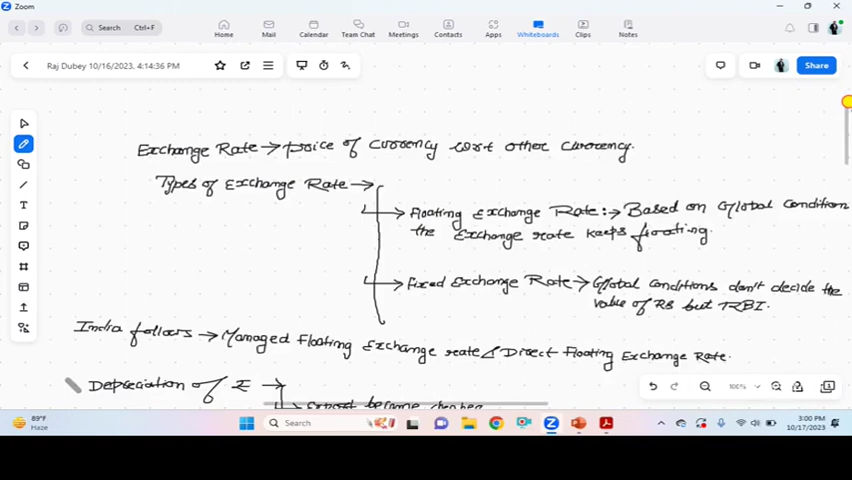 Zoom
Search Ctrl+F
Home
Mail
Calendar
Team Chat
Meetings
Contacts
Apps
Whiteboards
Clips
Notes
Raj Dubey 10/16/2023, 4:14:36 PM
Share
Exchange Rate → price of currency w.r.t other currency.
Types of Exchange Rate →
→ Floating Exchange Rate: → Based on Global Condition
the Exchange rate keeps floating.
→ Fixed Exchange Rate → Global Conditions don't decide the
value of RS but RBI.
India follows → Managed Floating Exchange rate Direct Floating Exchange Rate.
Depreciation of →
→ Export become cheaper
100%
89°F
Haze
Search
3:00 PM
10/17/2023